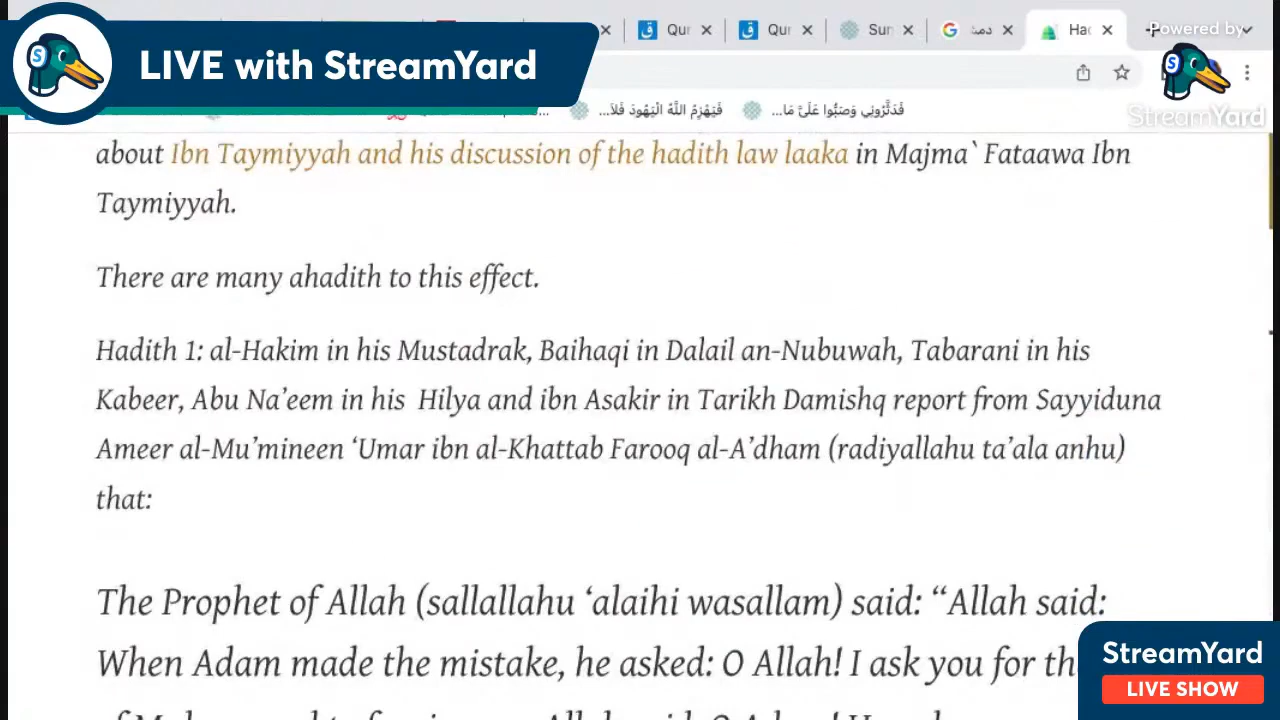 LIVE with StreamYard
Qur
Qur
Sun
دمذ
Powered by
StreamYard
فَيَهْزِمُ اللَّهُ الْيَهُودَ فَلاَ...
فَدَثَّرُونِي وَصَبُّوا عَلَىَّ مَا...
about Ibn Taymiyyah and his discussion of the hadith law laaka in Majma` Fataawa Ibn
Taymiyyah.
There are many ahadith to this effect.
Hadith 1: al-Hakim in his Mustadrak, Baihaqi in Dalail an-Nubuwah, Tabarani in his
Kabeer, Abu Na’eem in his Hilya and ibn Asakir in Tarikh Damishq report from Sayyiduna
Ameer al-Mu’mineen ‘Umar ibn al-Khattab Farooq al-A’dham (radiyallahu ta’ala anhu)
that:
The Prophet of Allah (sallallahu ‘alaihi wasallam) said: “Allah said:
When Adam made the mistake, he asked: O Allah! I ask you for th
StreamYard
LIVE SHOW